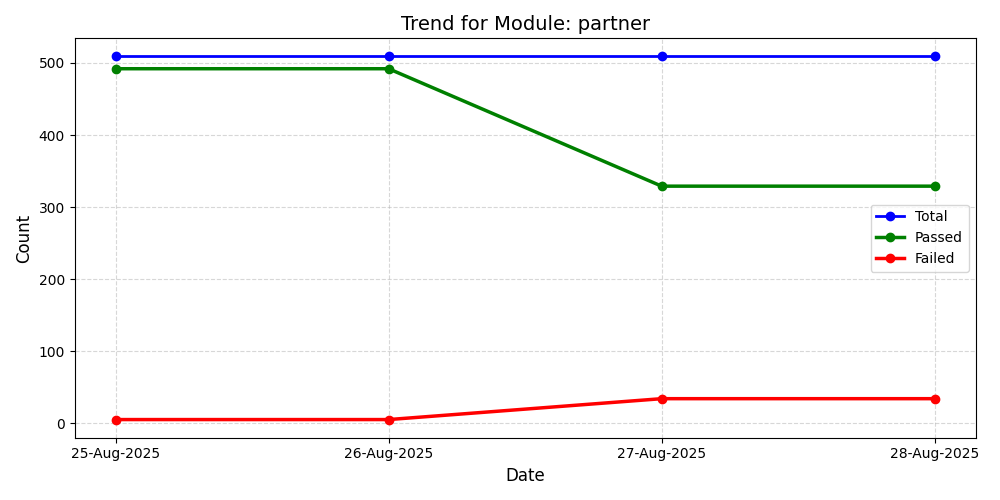 Trend for Module: partner
500
400
300
200
100
0
Count
Total
Passed
Failed
25-Aug-2025
26-Aug-2025
27-Aug-2025
28-Aug-2025
Date